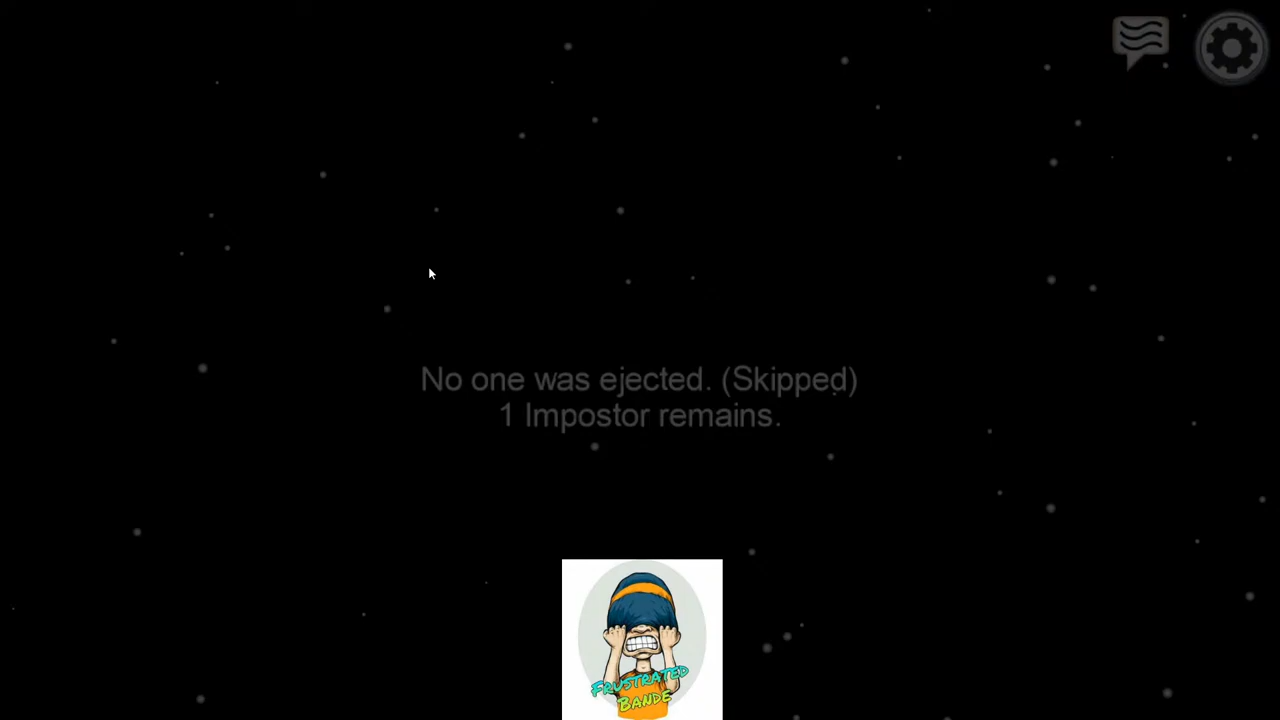 No one was ejected. (Skipped)
1 Impostor remains.
FRUSTRATED
BANDE